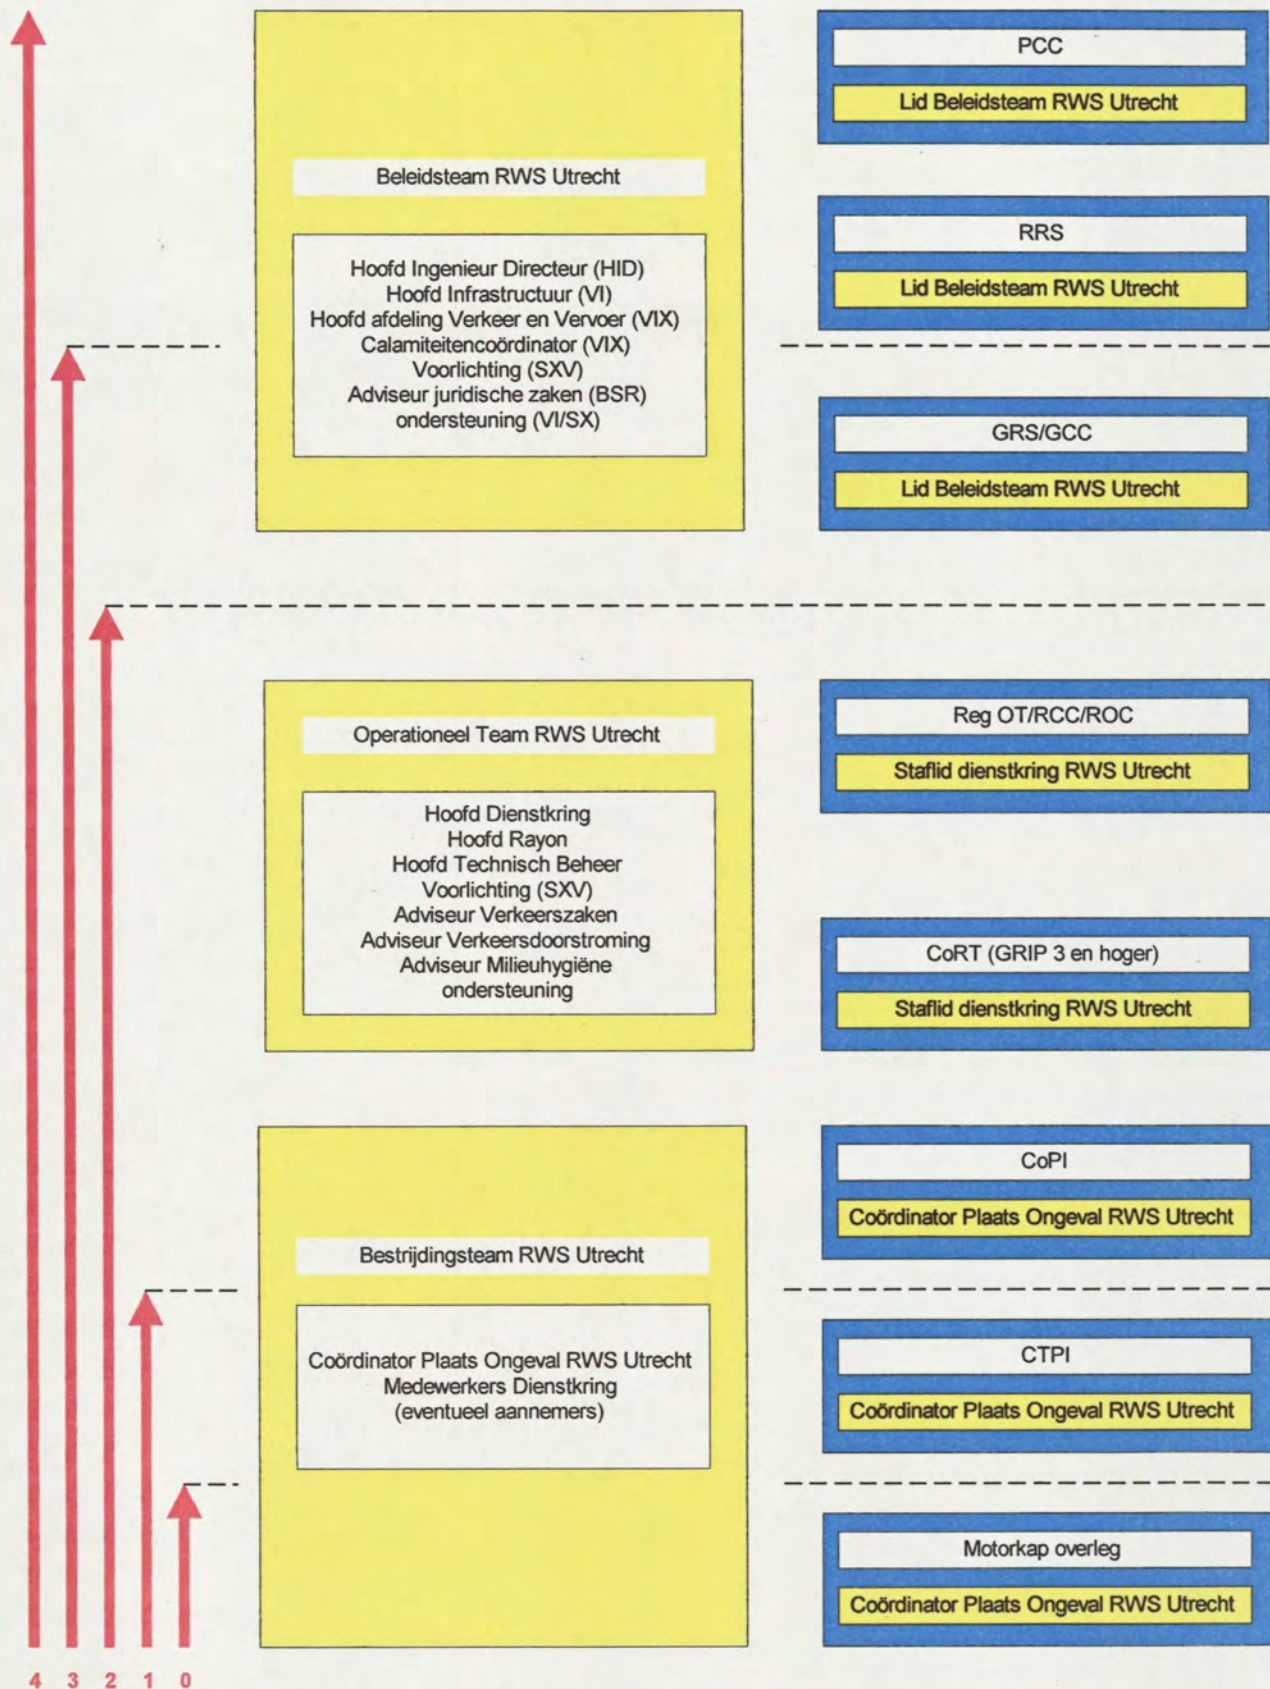 Beleidsteam RWS Utrecht
Hoofd Ingenieur Directeur (HID)
Hoofd Infrastructuur (VI)
Hoofd afdeling Verkeer en Vervoer (VIX)
Calamiteitencoördinator (VIX)
Voorlichting (SXV)
Adviseur juridische zaken (BSR)
ondersteuning (VI/SX)
PCC
Lid Beleidsteam RWS Utrecht
RRS
Lid Beleidsteam RWS Utrecht
GRS/GCC
Lid Beleidsteam RWS Utrecht
Operationeel Team RWS Utrecht
Hoofd Dienstkring
Hoofd Rayon
Hoofd Technisch Beheer
Voorlichting (SXV)
Adviseur Verkeerszaken
Adviseur Verkeersdoorstroming
Adviseur Milieuhygiëne
ondersteuning
Reg OT/RCC/ROC
Staflid dienstkring RWS Utrecht
CoRT (GRIP 3 en hoger)
Staflid dienstkring RWS Utrecht
Bestrijdingsteam RWS Utrecht
Coördinator Plaats Ongeval RWS Utrecht
Medewerkers Dienstkring
(eventueel aannemers)
CoPI
Coördinator Plaats Ongeval RWS Utrecht
CTPI
Coördinator Plaats Ongeval RWS Utrecht
Motorkap overleg
Coördinator Plaats Ongeval RWS Utrecht
4 3 2 1 0